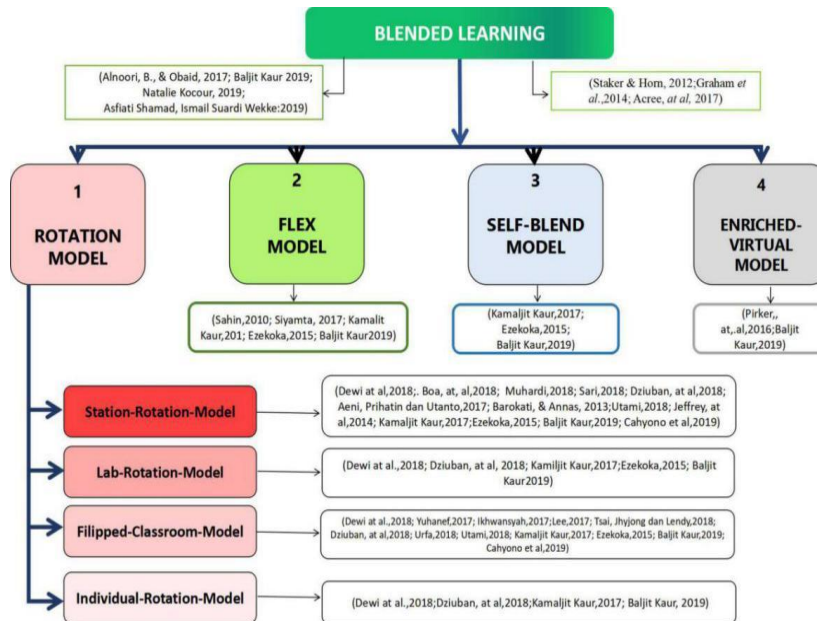 BLENDED LEARNING
(Alnoori, B., & Obaid, 2017; Baljit Kaur 2019;
Natalie Kocour, 2019;
Asfiati Shamad, Ismail Suardi Wekke:2019)
(Staker & Horn, 2012;Graham et
al.,2014; Acree, at al, 2017)
1
ROTATION
MODEL
2
FLEX
MODEL
3
SELF-BLEND
MODEL
4
ENRICHED-
VIRTUAL
MODEL
(Sahin,2010; Siyamta, 2017; Kamalit
Kaur,201; Ezekoka,2015; Baljit Kaur2019)
(Kamaljit Kaur,2017;
Ezekoka,2015;
Baljit Kaur,2019)
(Pirker,,
at,.al,2016;Baljit
Kaur,2019)
Station-Rotation-Model
(Dewi at al,2018;. Boa, at, al,2018; Muhardi,2018; Sari,2018; Dziuban, at al,2018;
Aeni, Prihatin dan Utanto,2017; Barokati, & Annas, 2013;Utami,2018; Jeffrey, at
al,2014; Kamaljit Kaur,2017;Ezekoka,2015; Baljit Kaur,2019; Cahyono et al,2019)
Lab-Rotation-Model
(Dewi at al.,2018; Dziuban, at al, 2018; Kamiljit Kaur,2017;Ezekoka,2015; Baljit
Kaur2019)
Filipped-Classroom-Model
(Dewi at al.,2018; Yuhanef,2017; Ikhwansyah,2017;Lee,2017; Tsai, Jhyjong dan Lendy,2018;
Dziuban, at al,2018; Urfa,2018; Utami,2018; Kamaljit Kaur,2017; Ezekoka,2015; Baljit Kaur,2019;
Cahyono et al,2019)
Individual-Rotation-Model
(Dewi at al.,2018;Dziuban, at al,2018;Kamaljit Kaur,2017; Baljit Kaur, 2019)